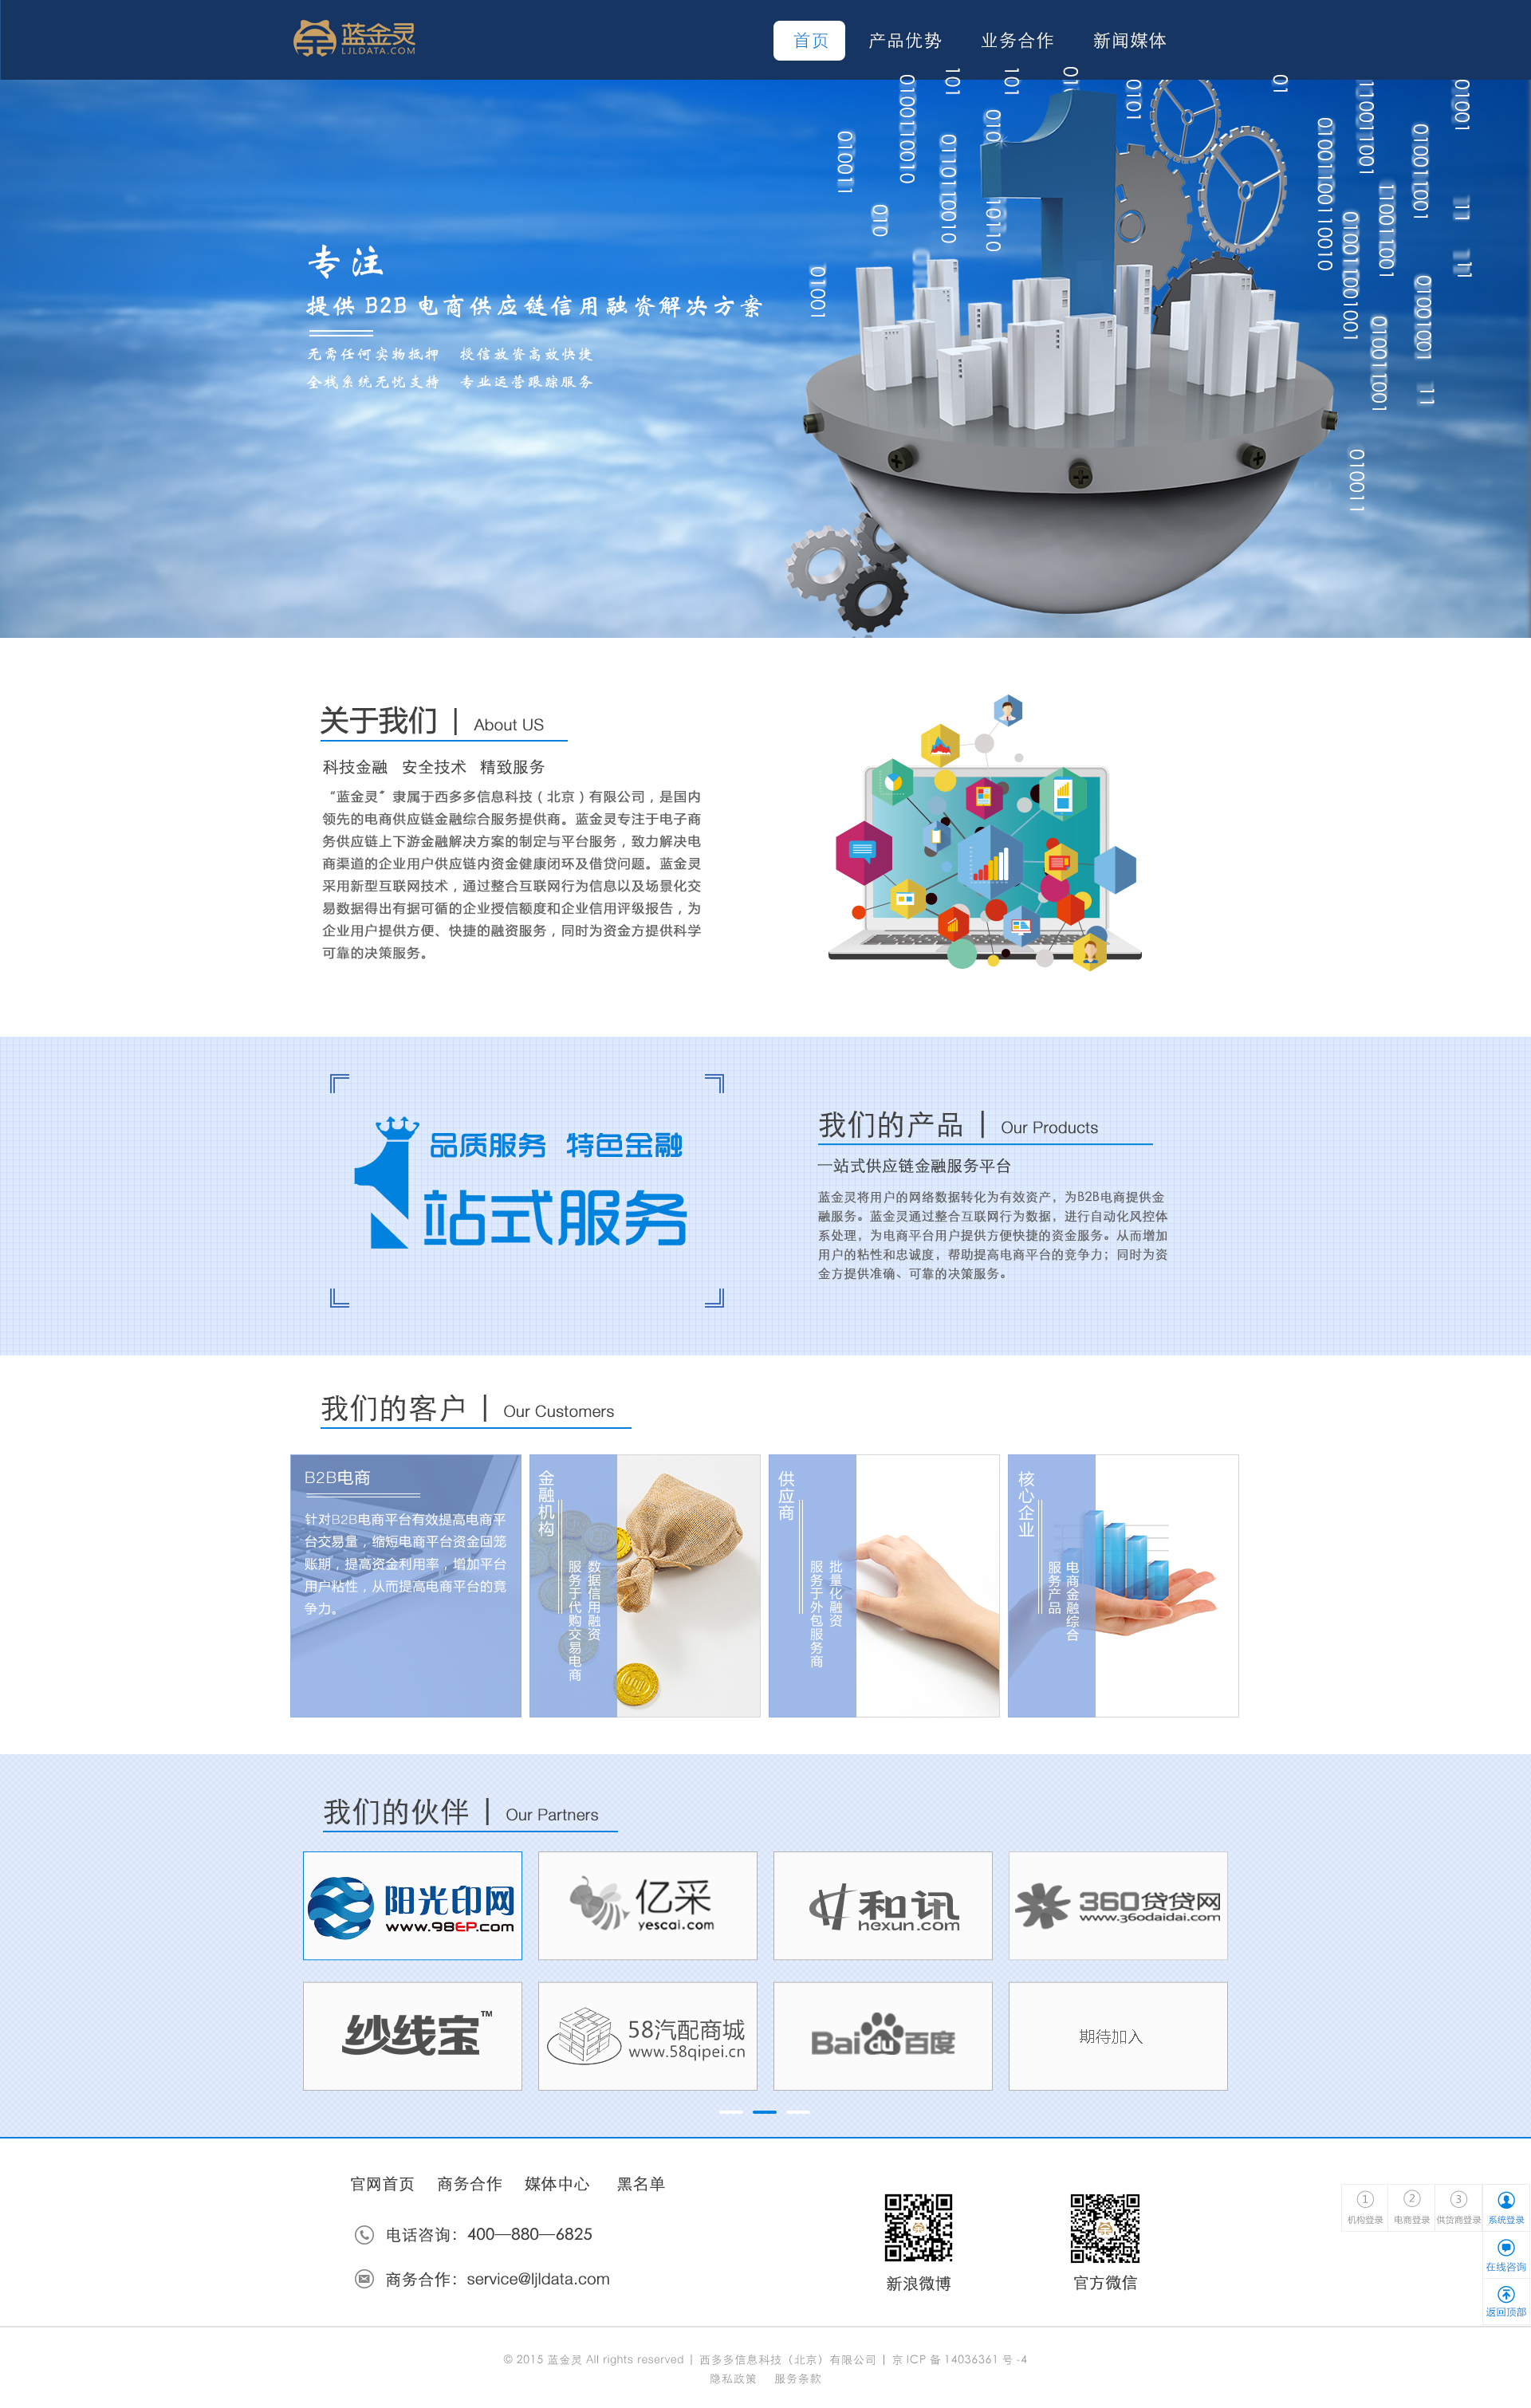 蓝金灵
LJLDATA.COM
首页 产品优势 业务合作 新闻媒体
专注
提供B2B电商供应链信用融资解决方案
无需任何实物抵押 授信放资高效快捷
全栈系统无忧支持 专业运营跟踪服务
关于我们 | About US
科技金融 安全技术 精致服务
“蓝金灵”隶属于西多多信息科技(北京)有限公司,是国内
领先的电商供应链金融综合服务提供商。蓝金灵专注于电子商
务供应链上下游金融解决方案的制定与平台服务,致力解决电
商渠道的企业用户供应链内资金健康闭环及借贷问题。蓝金灵
采用新型互联网技术,通过整合互联网行为信息以及场景化交
易数据得出有据可循的企业授信额度和企业信用评级报告,为
企业用户提供方便、快捷的融资服务,同时为资金方提供科学
可靠的决策服务。
品质服务 特色金融
1站式服务
我们的产品 | Our Products
一站式供应链金融服务平台
蓝金灵将用户的网络数据转化为有效资产,为B2B电商提供金
融服务。蓝金灵通过整合互联网行为数据,进行自动化风控体
系处理,为电商平台用户提供方便快捷的资金服务。从而增加
用户的粘性和忠诚度,帮助提高电商平台的竞争力;同时为资
金方提供准确、可靠的决策服务。
我们的客户 | Our Customers
B2B电商
针对B2B电商平台有效提高电商平
台交易量,缩短电商平台资金回笼
账期,提高资金利用率,增加平台
用户粘性,从而提高电商平台的竟
争力。
金融机构
数据信用融资
服务于代购交易电商
供应商
批量化融资
服务于外包服务商
核心企业
电商金融综合
服务产品
我们的伙伴 | Our Partners
阳光印网
www.98EP.com
亿采
yescai.com
和讯
hexun.com
360贷贷网
www.360daidai.com
纱线宝™
58汽配商城
www.58qipei.cn
Bai du 百度
期待加入
官网首页 商务合作 媒体中心 黑名单
电话咨询：400—880—6825
商务合作：service@ljldata.com
新浪微博
官方微信
1 机构登录
2 电商登录
3 供货商登录
系统登录
在线咨询
返回顶部
© 2015 蓝金灵 All rights reserved | 西多多信息科技（北京）有限公司 | 京 ICP 备 14036361 号 -4
隐私政策 服务条款